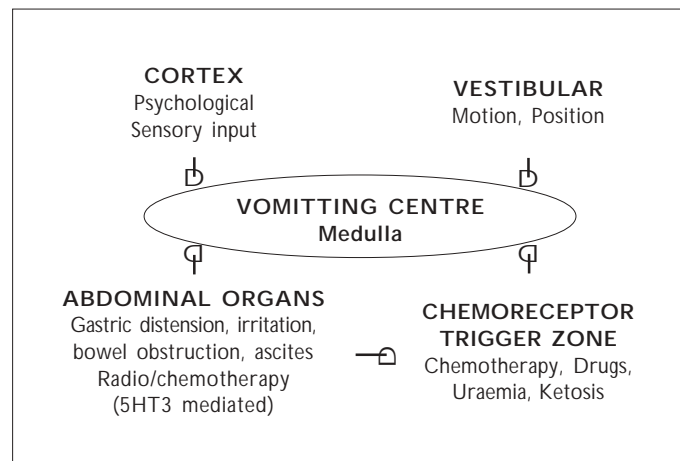 CORTEX
Psychological
Sensory input
VESTIBULAR
Motion, Position
VOMITTING CENTRE
Medulla
ABDOMINAL ORGANS
Gastric distension, irritation,
bowel obstruction, ascites
Radio/chemotherapy
(5HT3 mediated)
CHEMORECEPTOR
TRIGGER ZONE
Chemotherapy, Drugs,
Uraemia, Ketosis